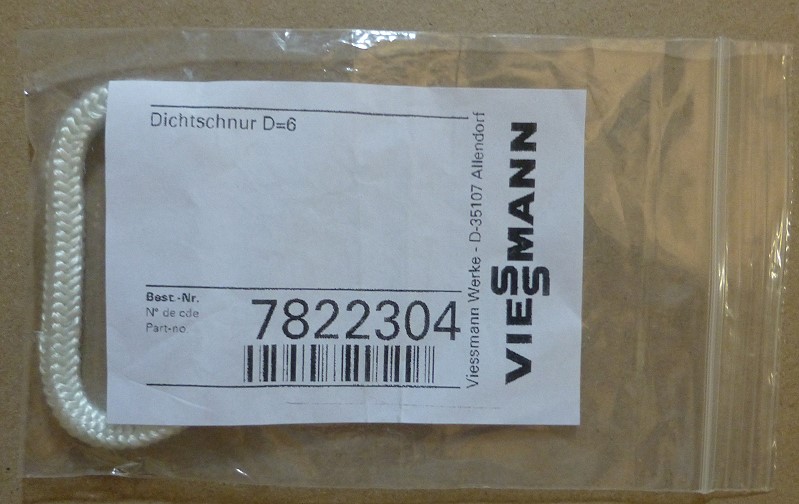 Dichtschnur D=6
Best.-Nr.
N° de cde
Part-no
7822304
Viessmann Werke - D-35107 Allendorf
VIESSMANN